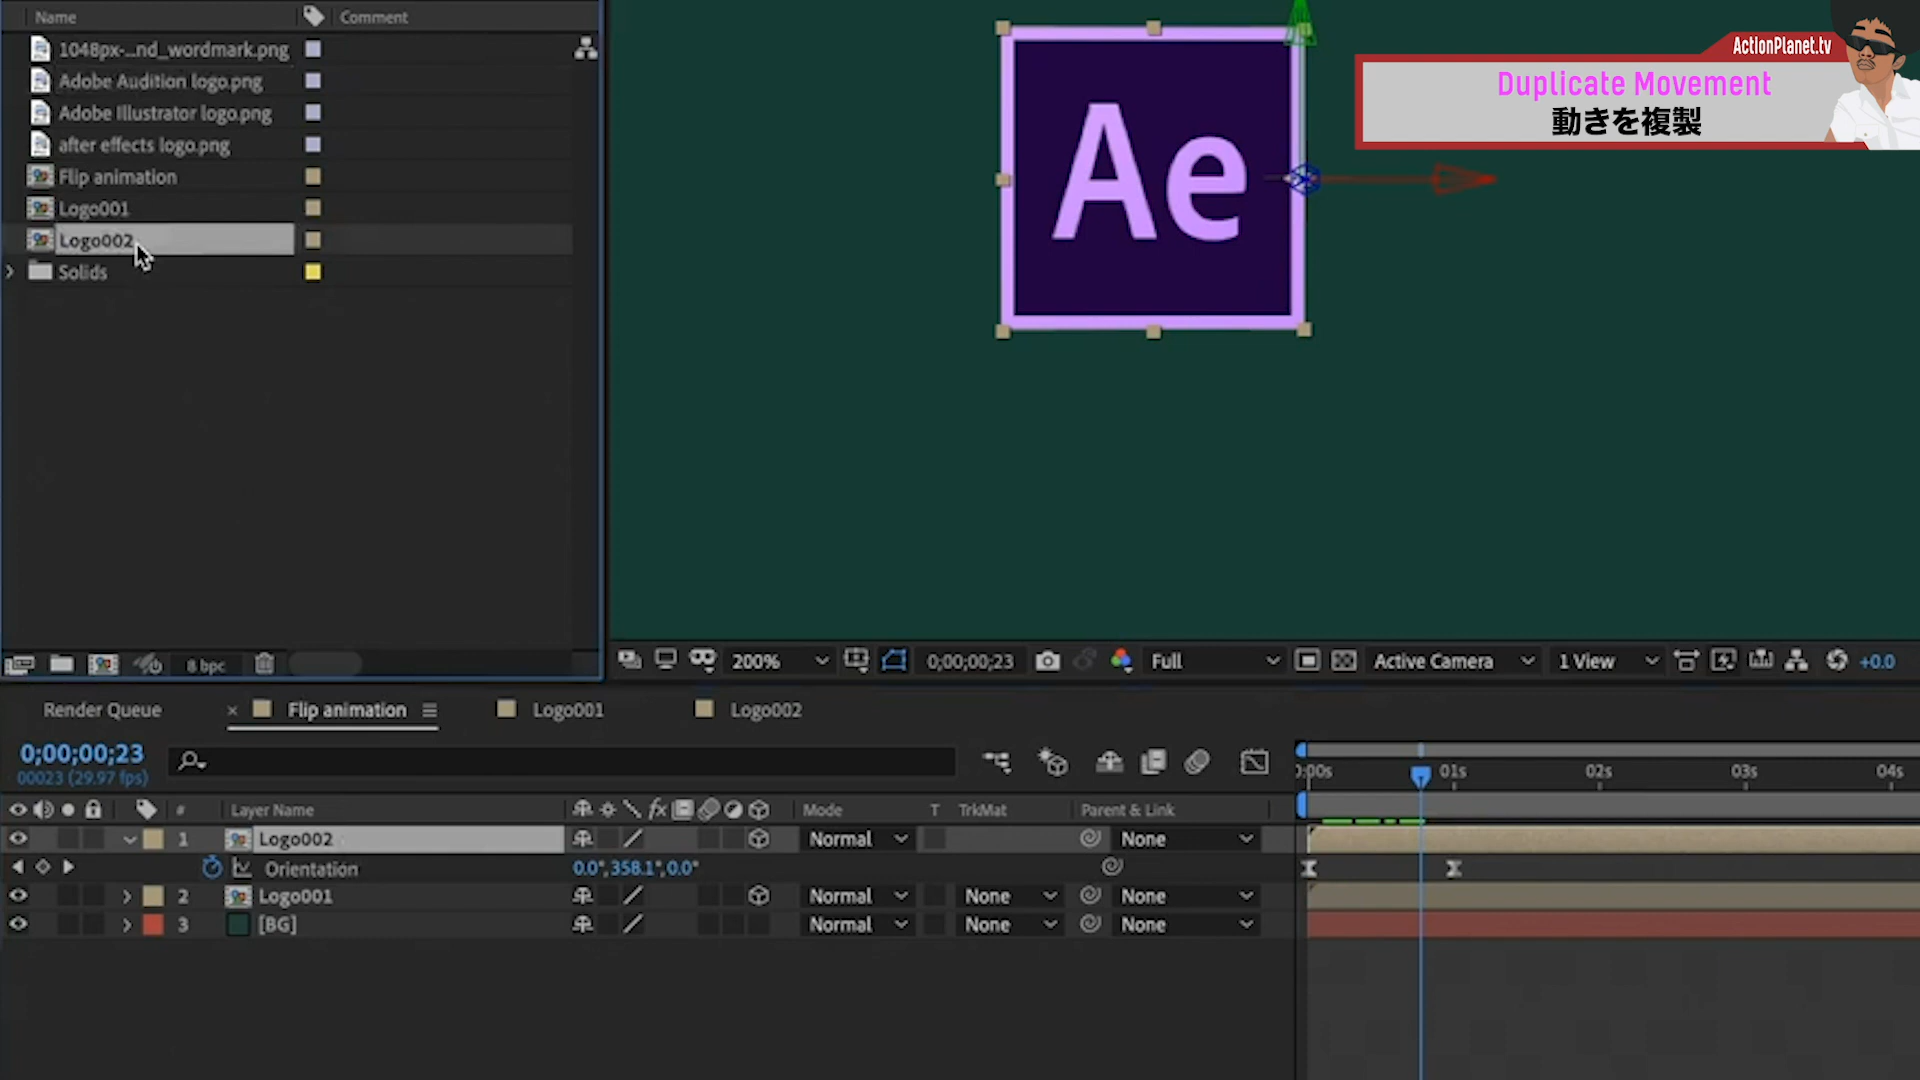 Name
Comment
1048px-...nd_wordmark.png
Adobe Audition logo.png
Adobe Illustrator logo.png
after effects logo.png
Flip animation
Logo001
Logo002
Solids
8 bpc
Ae
ActionPlanet.tv
Duplicate Movement
動きを複製
200%
0;00;00;23
Full
Active Camera
1 View
+0.0
Render Queue
× Flip animation
Logo001
Logo002
0;00;00;23
00023 (29.97 fps)
0:00s 01s 02s 03s 04s
# Layer Name fx Mode T TrkMat Parent & Link
1 Logo002 Normal None
Orientation 0.0°,358.1°,0.0°
2 Logo001 Normal None None
3 [BG] Normal None None